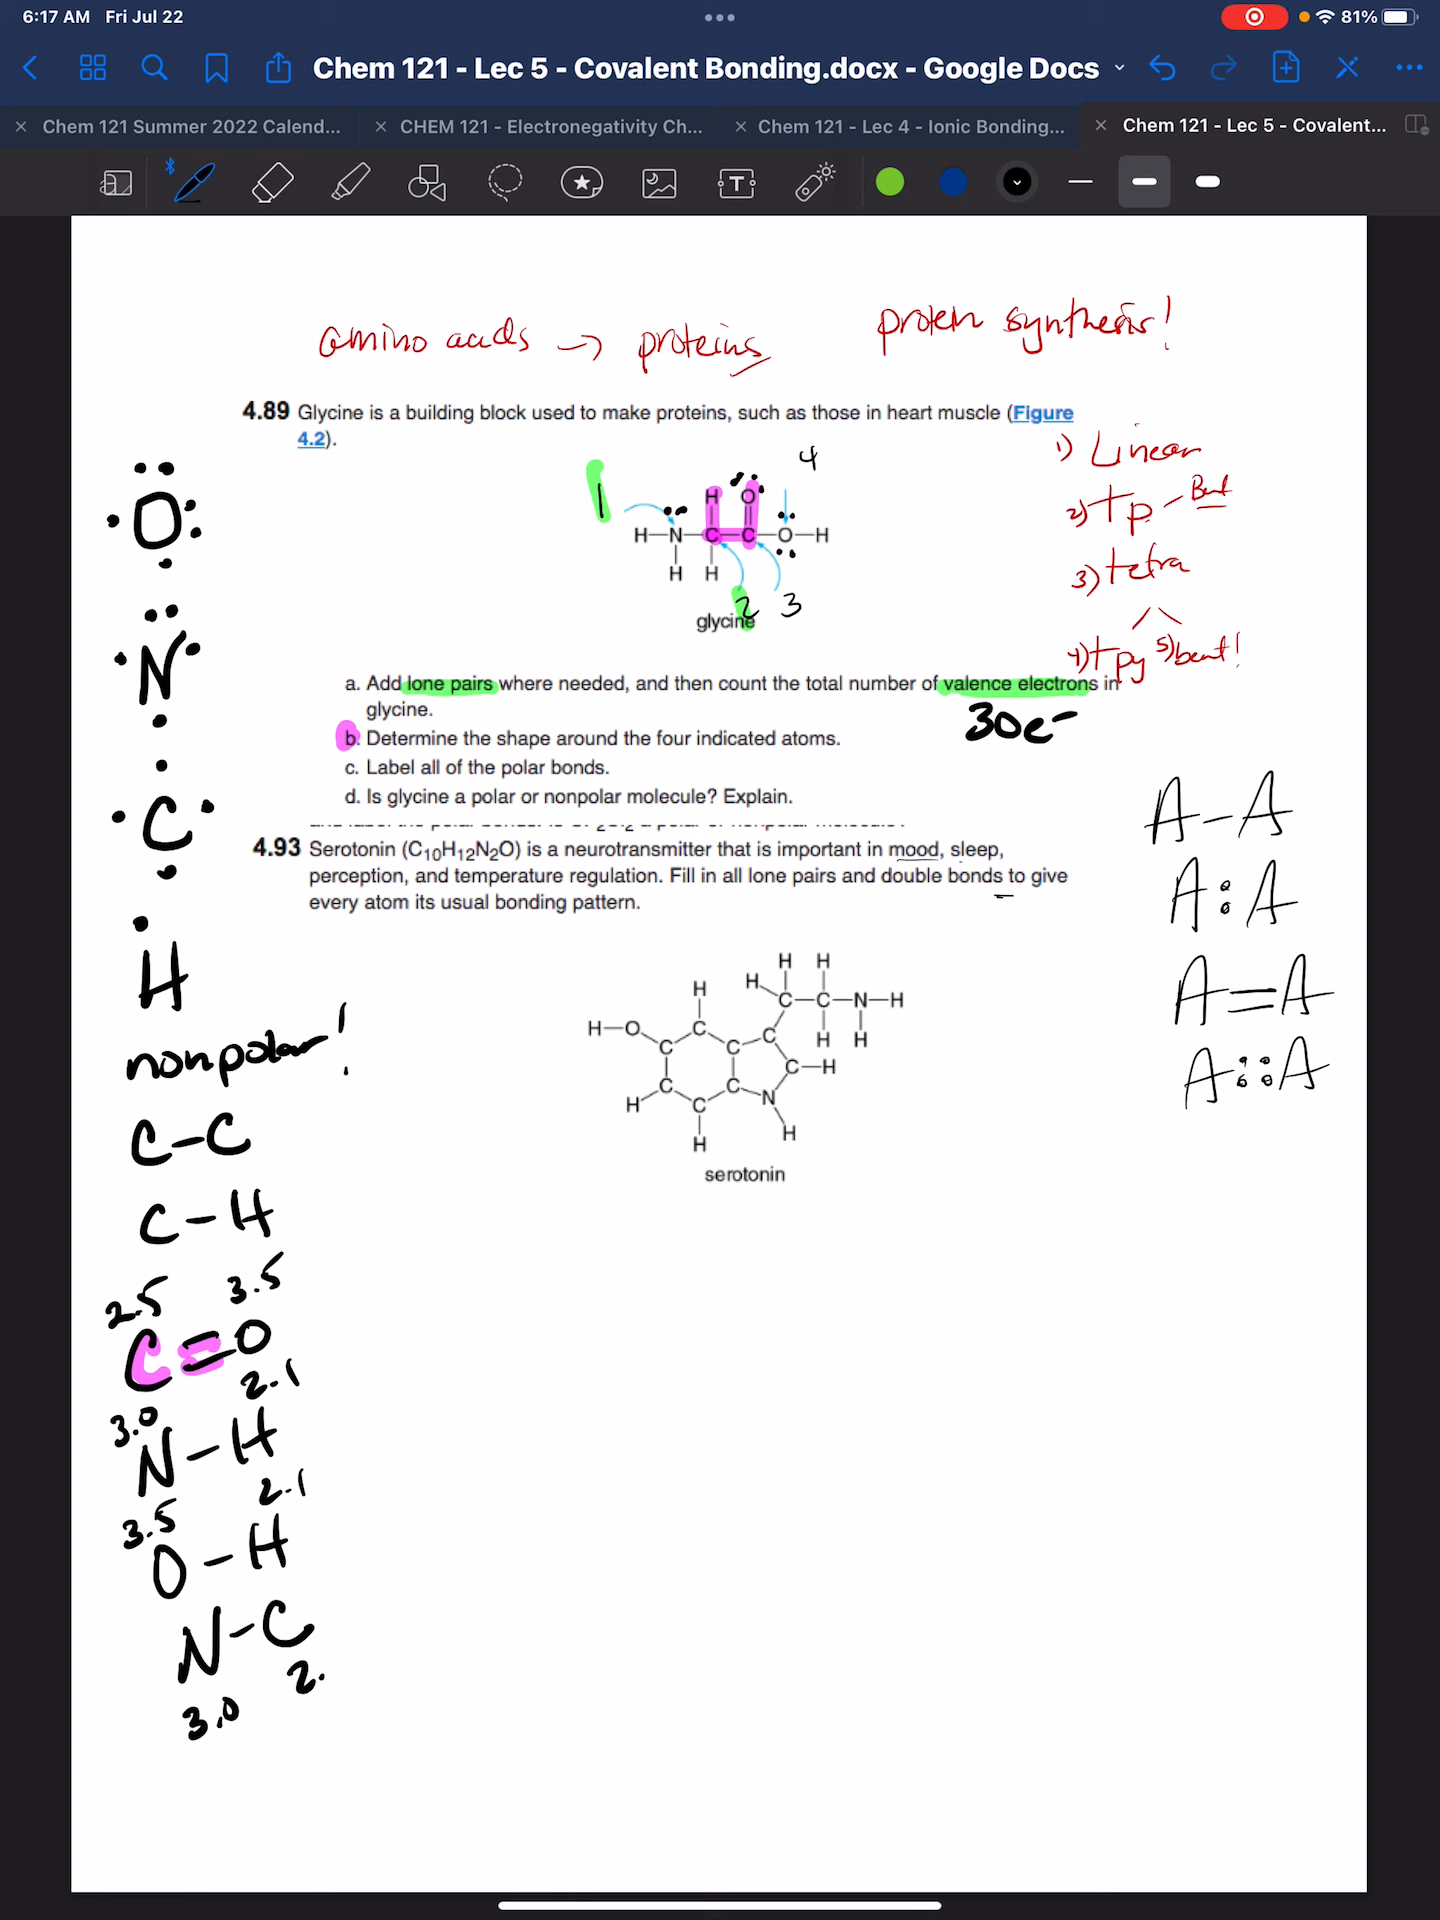 6:17 AM Fri Jul 22
81%
Chem 121 - Lec 5 - Covalent Bonding.docx - Google Docs
Chem 121 Summer 2022 Calend...
CHEM 121 - Electronegativity Ch...
Chem 121 - Lec 4 - Ionic Bonding...
Chem 121 - Lec 5 - Covalent...
T
amino acids → proteins
protein synthesis!
4.89 Glycine is a building block used to make proteins, such as those in heart muscle (Figure
4.2).
1) Linear
2) tp - Bent
3) tetra
4) tpy 5) bent!
1
4
H O
H-N-C-C-O-H
H H
2 3
glycine
a. Add lone pairs where needed, and then count the total number of valence electrons in
glycine.
30e-
b. Determine the shape around the four indicated atoms.
c. Label all of the polar bonds.
d. Is glycine a polar or nonpolar molecule? Explain.
4.93 Serotonin (C10H12N2O) is a neurotransmitter that is important in mood, sleep,
perception, and temperature regulation. Fill in all lone pairs and double bonds to give
every atom its usual bonding pattern.
H H
H H
C-C-N-H
H-O C H H
C C C
C-H
C C N
H C
H H
serotonin
O
N
C
H
nonpolar!
C-C
C-H
2.5 3.5
C=O
2.1
3.0
N-H
2.1
3.5
O-H
N-C
2.
3.0
A-A
A:A
A=A
A::A